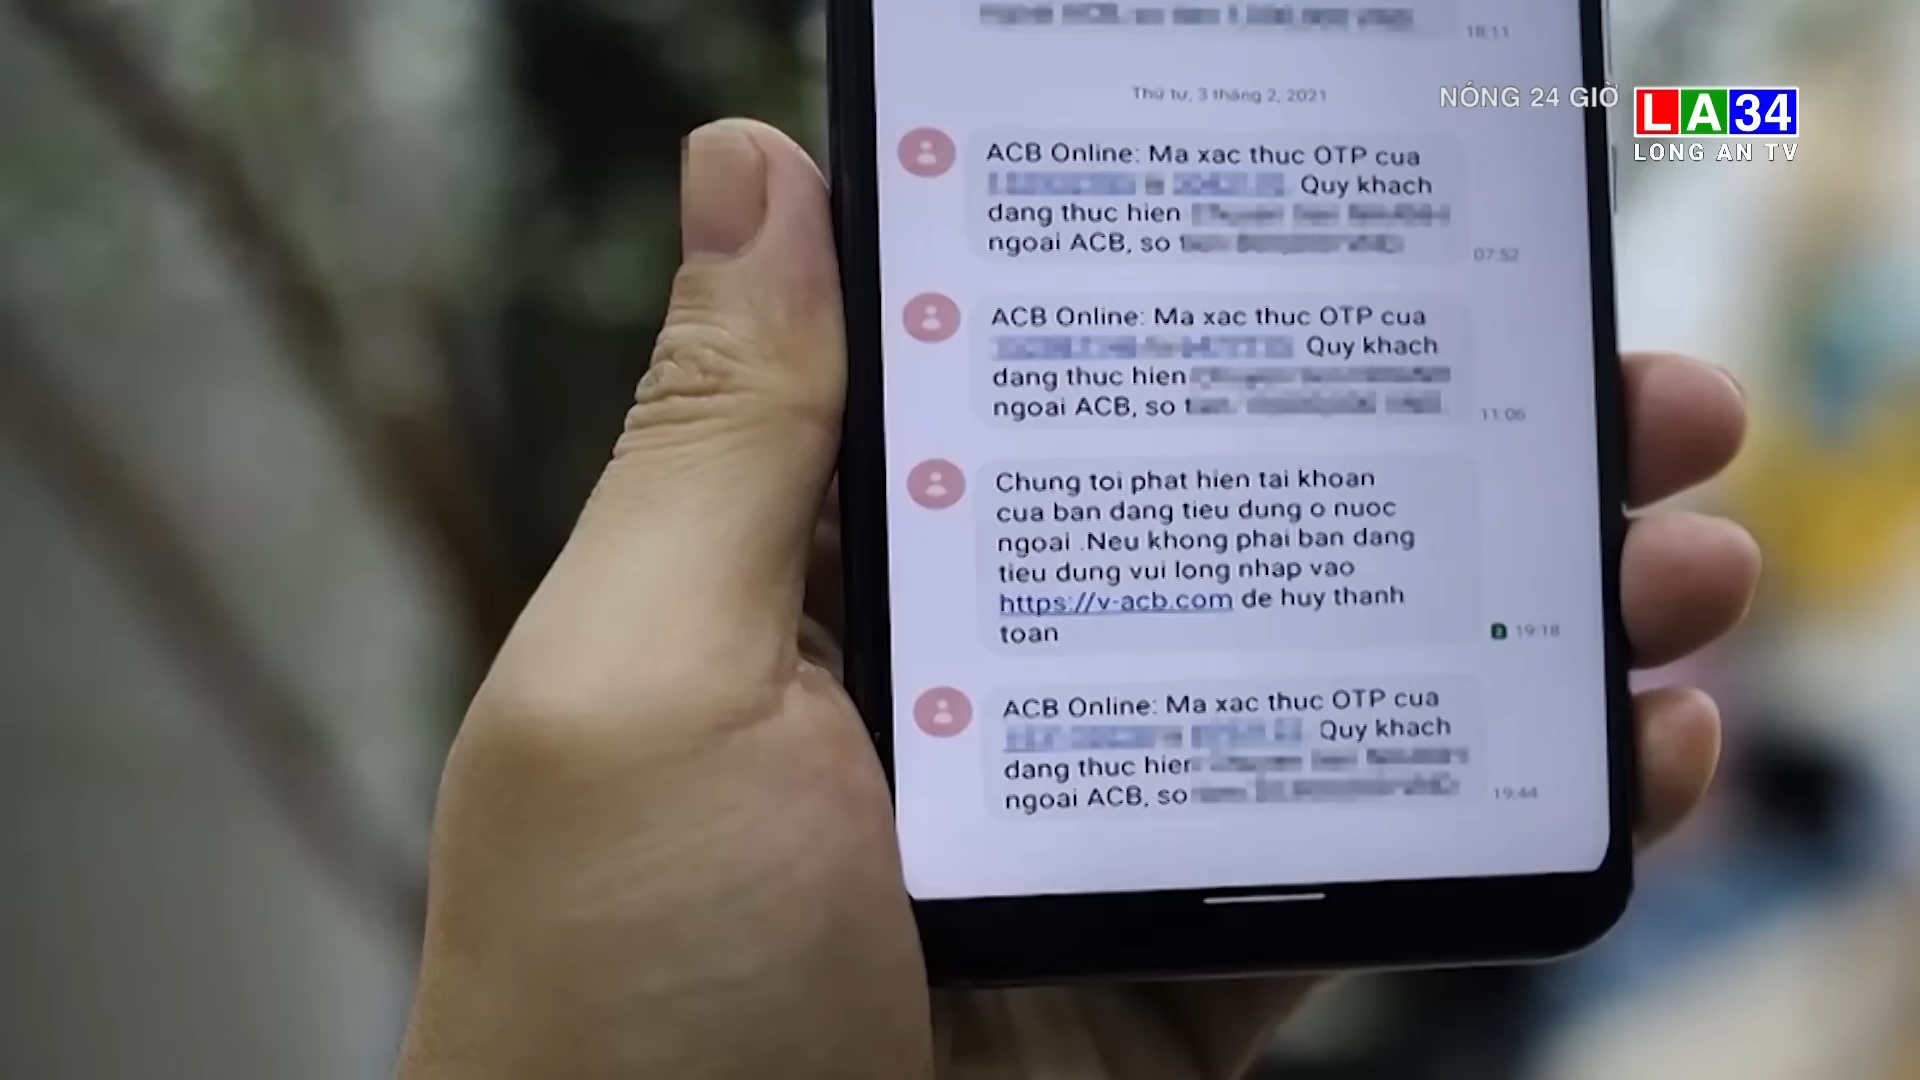 18:11
Thứ tư, 3 tháng 2, 2021
NÓNG 24 GIỜ
LA34
LONG AN TV
ACB Online: Ma xac thuc OTP cua
Quy khach
dang thuc hien
ngoai ACB, so
07:52
ACB Online: Ma xac thuc OTP cua
Quy khach
dang thuc hien
ngoai ACB, so
11:06
Chung toi phat hien tai khoan
cua ban dang tieu dung o nuoc
ngoai .Neu khong phai ban dang
tieu dung vui long nhap vao
https://v-acb.com de huy thanh
toan
2 19:18
ACB Online: Ma xac thuc OTP cua
Quy khach
dang thuc hien
ngoai ACB, so
19:44